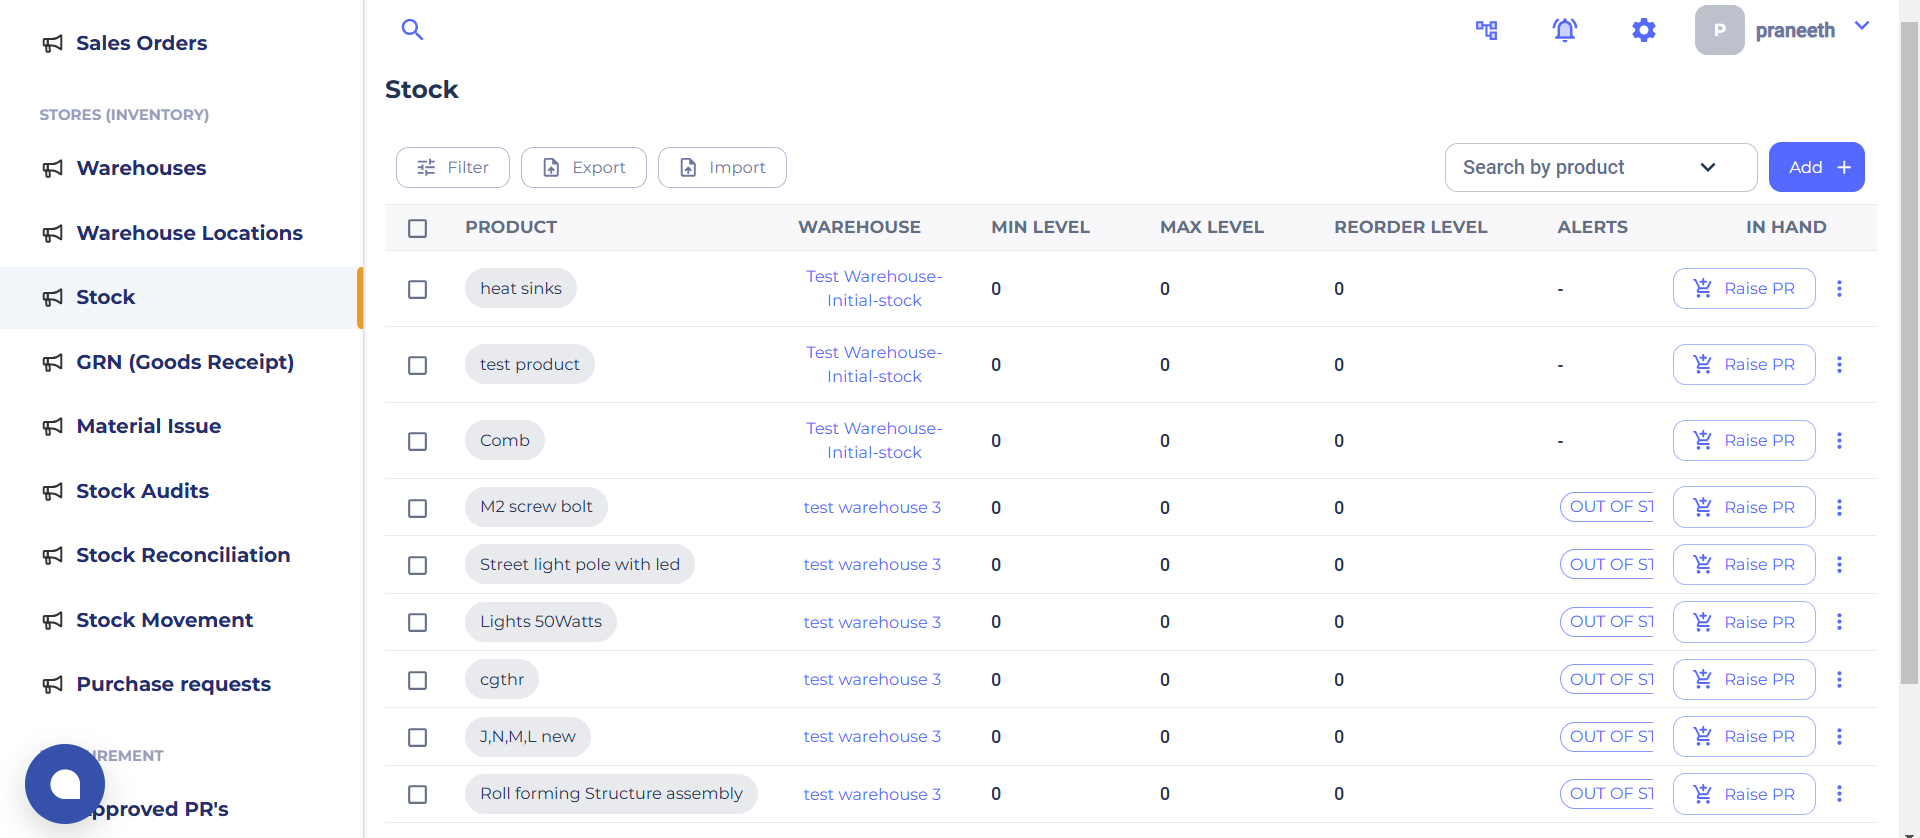 Sales Orders
STORES (INVENTORY)
Warehouses
Warehouse Locations
Stock
GRN (Goods Receipt)
Material Issue
Stock Audits
Stock Reconciliation
Stock Movement
Purchase requests
P praneeth
Stock
Filter Export Import Search by product Add +
PRODUCT WAREHOUSE MIN LEVEL MAX LEVEL REORDER LEVEL ALERTS IN HAND
heat sinks Test Warehouse-
Initial-stock 0 0 0 - Raise PR
test product Test Warehouse-
Initial-stock 0 0 0 - Raise PR
Comb Test Warehouse-
Initial-stock 0 0 0 - Raise PR
M2 screw bolt test warehouse 3 0 0 0 OUT OF ST Raise PR
Street light pole with led test warehouse 3 0 0 0 OUT OF ST Raise PR
Lights 50Watts test warehouse 3 0 0 0 OUT OF ST Raise PR
cgthr test warehouse 3 0 0 0 OUT OF ST Raise PR
J,N,M,L new test warehouse 3 0 0 0 OUT OF ST Raise PR
Roll forming Structure assembly test warehouse 3 0 0 0 OUT OF ST Raise PR
PR's